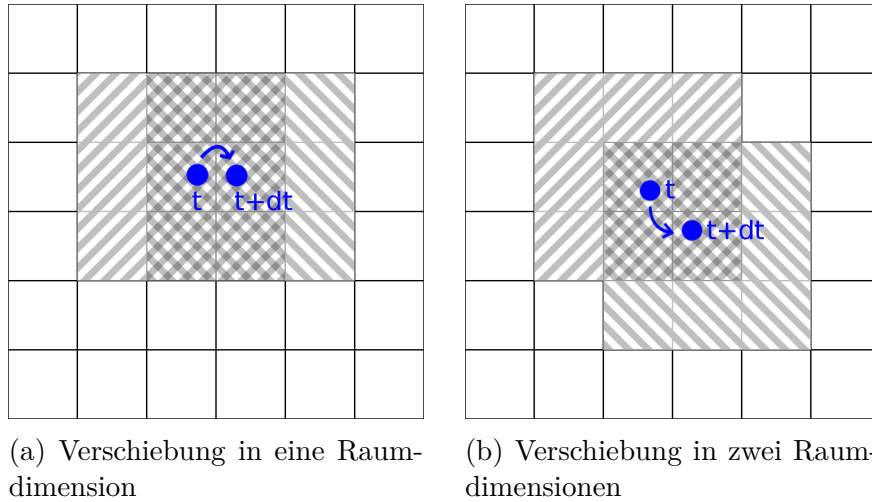 t
t+dt
t
t+dt
(a) Verschiebung in eine Raum-
dimension
(b) Verschiebung in zwei Raum-
dimensionen